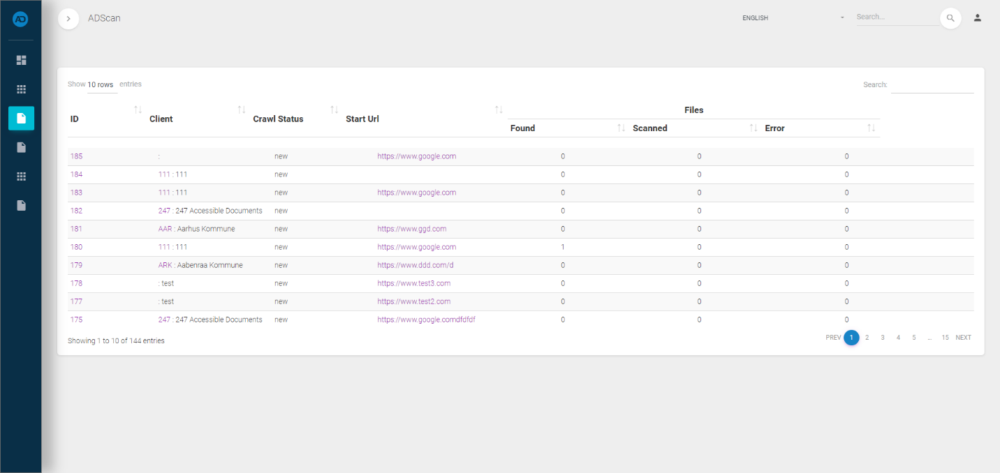 AD
ADScan
ENGLISH
Search...
Show 10 rows entries
Search:
ID Client Crawl Status Start Url Files
Found Scanned Error
185 : new https://www.google.com 0 0 0
184 111 : 111 new 0 0 0
183 111 : 111 new https://www.google.com 0 0 0
182 247 : 247 Accessible Documents new 0 0 0
181 AAR : Aarhus Kommune new https://www.ggd.com 0 0 0
180 111 : 111 new https://www.google.com 1 0 0
179 ARK : Aabenraa Kommune new https://www.ddd.com/d 0 0 0
178 : test new https://www.test3.com 0 0 0
177 : test new https://www.test2.com 0 0 0
175 247 : 247 Accessible Documents new https://www.google.comdfdfdf 0 0 0
Showing 1 to 10 of 144 entries
PREV 1 2 3 4 5 ... 15 NEXT